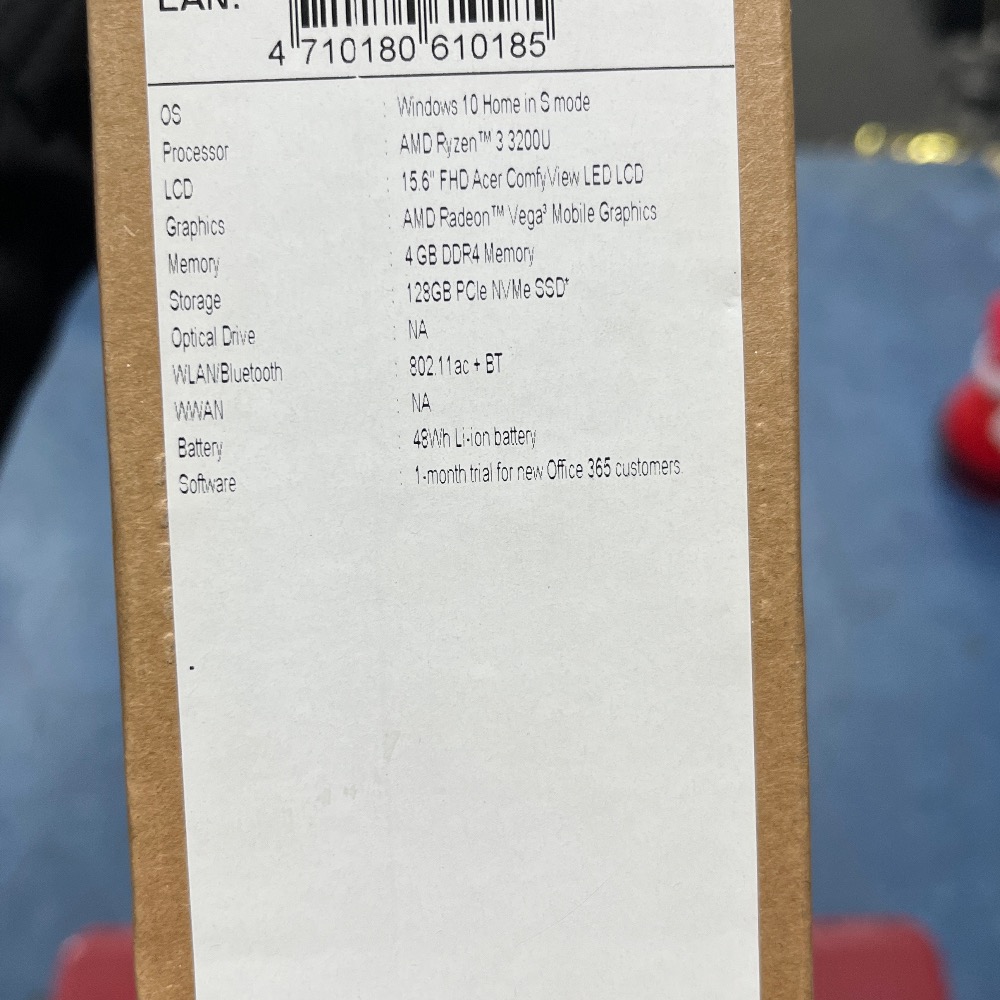 EAN:
4 710180 610185
OS : Windows 10 Home in S mode
Processor : AMD Ryzen™ 3 3200U
LCD : 15.6" FHD Acer ComfyView LED LCD
Graphics : AMD Radeon™ Vega³ Mobile Graphics
Memory : 4 GB DDR4 Memory
Storage : 128GB PCIe NVMe SSD*
Optical Drive : NA
WLAN/Bluetooth : 802.11ac + BT
WWAN : NA
Battery : 48Wh Li-ion battery
Software : 1-month trial for new Office 365 customers.